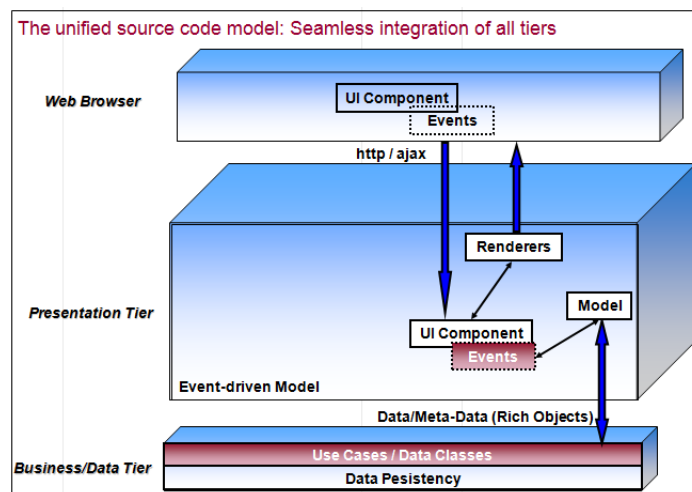 The unified source code model: Seamless integration of all tiers
Web Browser
UI Component
Events
http / ajax
Renderers
Presentation Tier
Model
UI Component
Events
Event-driven Model
Data/Meta-Data (Rich Objects)
Use Cases / Data Classes
Business/Data Tier
Data Pesistency